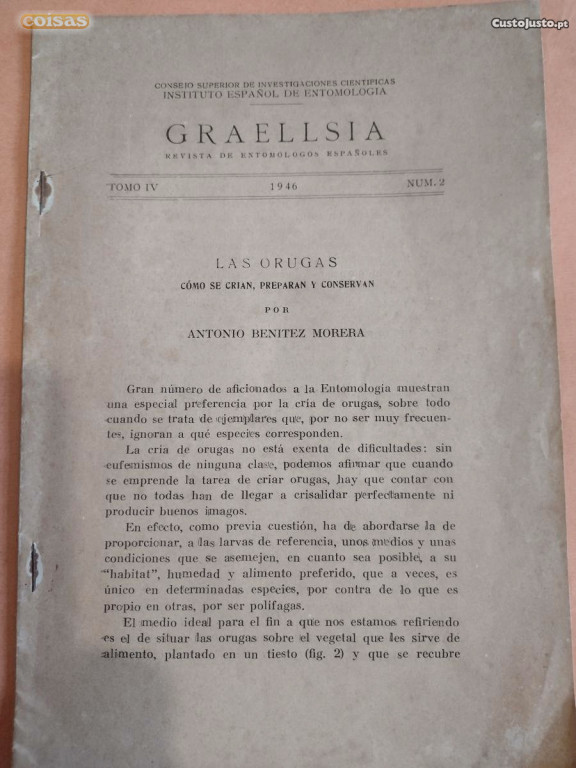 coisas
CustoJusto.pt
CONSEJO SUPERIOR DE INVESTIGACIONES CIENTIFICAS
INSTITUTO ESPAÑOL DE ENTOMOLOGIA
GRAELLSIA
REVISTA DE ENTOMOLOGOS ESPAÑOLES
TOMO IV 1946 NUM. 2
LAS ORUGAS
CÓMO SE CRIAN, PREPARAN Y CONSERVAN
POR
ANTONIO BENITEZ MORERA
Gran número de aficionados a la Entomología muestran
una especial preferencia por la cría de orugas, sobre todo
cuando se trata de ejemplares que, por no ser muy frecuen-
tes, ignoran a qué especies corresponden.
La cría de orugas no está exenta de dificultades: sin
eufemismos de ninguna clase, podemos afirmar que cuando
se emprende la tarea de criar orugas, hay que contar con
que no todas han de llegar a crisalidar perfectamente ni
producir buenos imagos.
En efecto, como previa cuestión, ha de abordarse la de
proporcionar, a las larvas de referencia, unos medios y unas
condiciones que se asemejen, en cuanto sea posible, a su
"habitat", humedad y alimento preferido, que a veces, es
único en determinadas especies, por contra de lo que es
propio en otras, por ser polífagas.
El medio ideal para el fin a que nos estamos refiriendo
es el de situar las orugas sobre el vegetal que les sirve de
alimento, plantado en un tiesto (fig. 2) y que se recubre